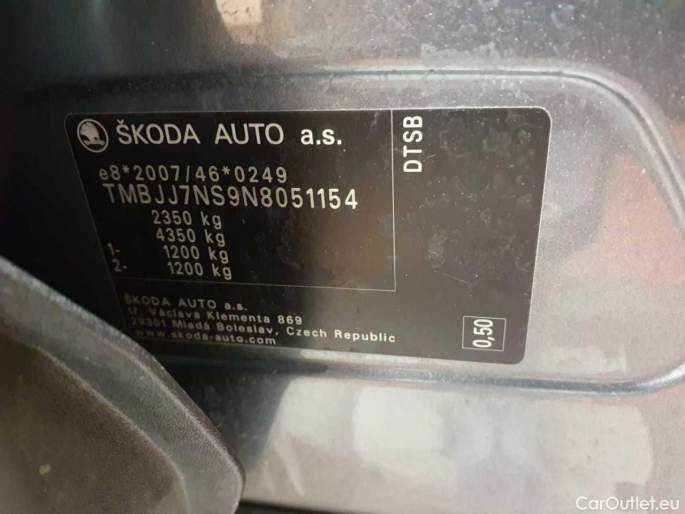 ŠKODA AUTO a.s.
e8*2007/46*0249
TMBJJ7NS9N8051154
2350 kg
4350 kg
1- 1200 kg
2- 1200 kg
DTSB
ŠKODA AUTO a.s.
tř. Václava Klementa 869
29301 Mladá Boleslav, Czech Republic
www.skoda-auto.com
0,50
CarOutlet.eu